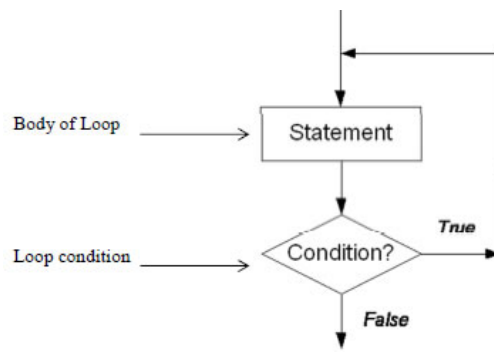 Body of Loop
Statement
Loop condition
Condition?
True
False